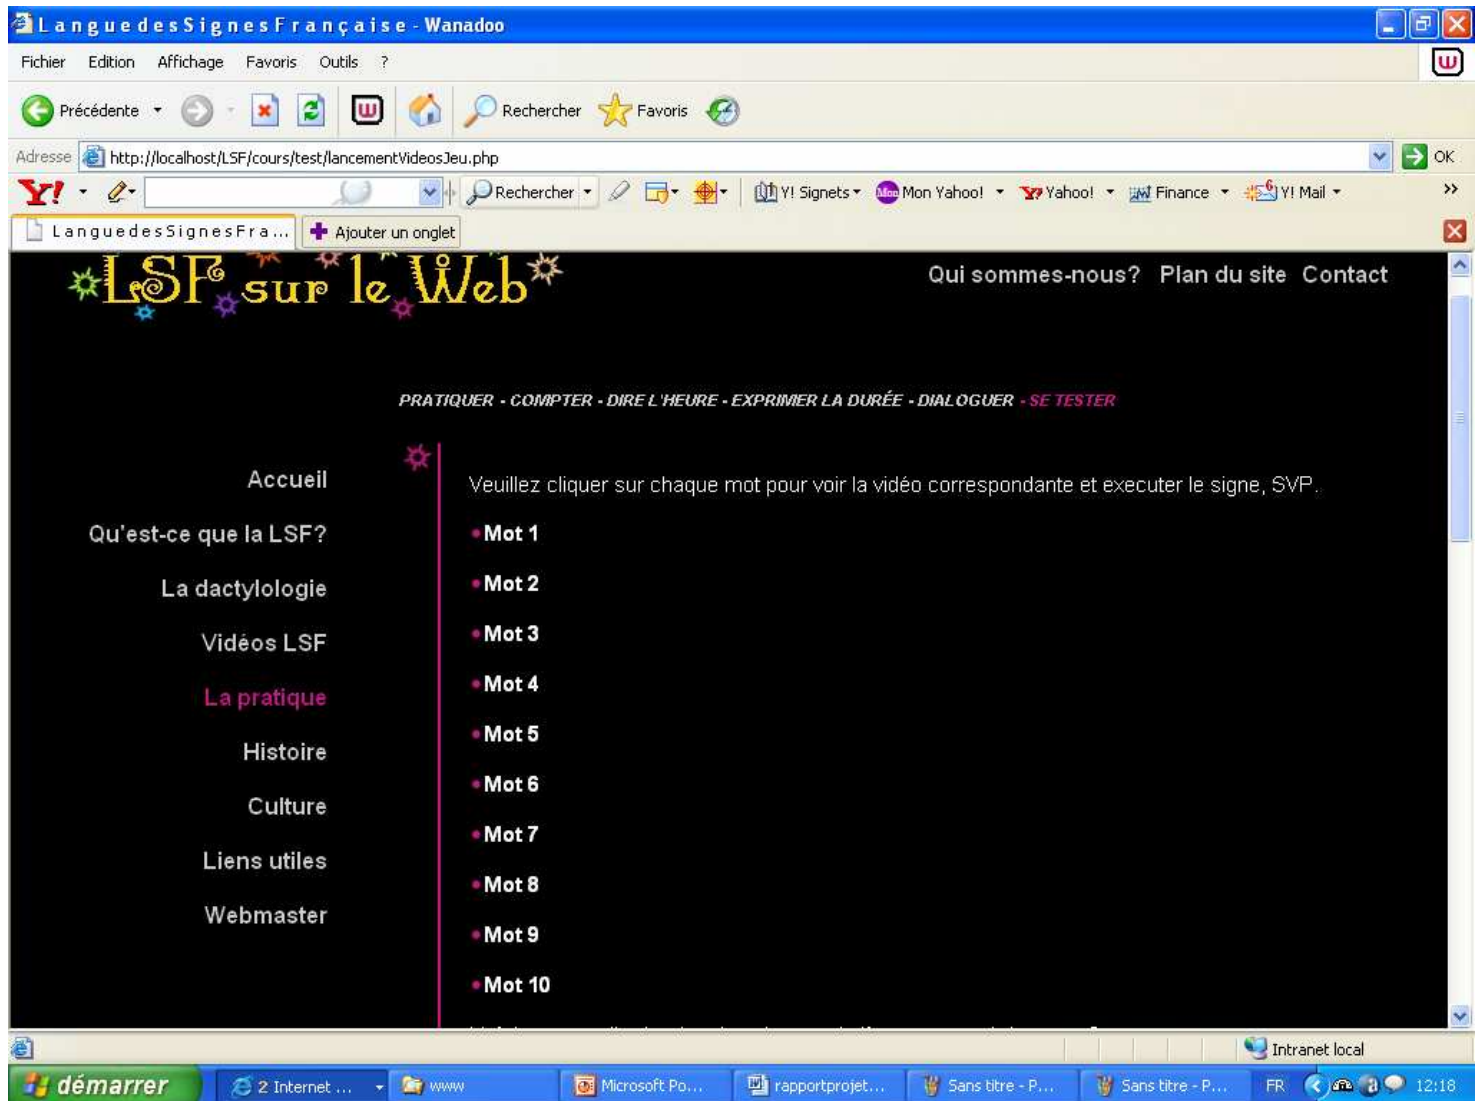 L a n g u e d e s S i g n e s F r a n ç a i s e - Wanadoo
Fichier Edition Affichage Favoris Outils ?
Précédente Rechercher Favoris
Adresse http://localhost/LSF/cours/test/lancementVideosJeu.php OK
Y! Rechercher Y! Signets Mon Yahoo! Yahoo! Finance 6 Y! Mail »
L a n g u e d e s S i g n e s F r a ... Ajouter un onglet
LSF sur le Web
Qui sommes-nous? Plan du site Contact
PRATIQUER - COMPTER - DIRE L'HEURE - EXPRIMER LA DURÉE - DIALOGUER - SE TESTER
Accueil
Qu'est-ce que la LSF?
La dactylologie
Vidéos LSF
La pratique
Histoire
Culture
Liens utiles
Webmaster
Veuillez cliquer sur chaque mot pour voir la vidéo correspondante et executer le signe, SVP.
• Mot 1
• Mot 2
• Mot 3
• Mot 4
• Mot 5
• Mot 6
• Mot 7
• Mot 8
• Mot 9
• Mot 10
Intranet local
démarrer 2 Internet ... www Microsoft Po... rapportprojet... Sans titre - P... Sans titre - P... FR 12:18